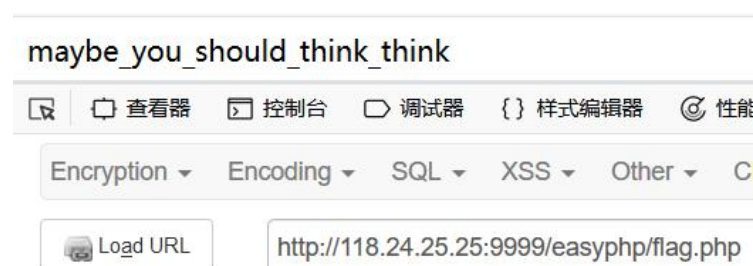 maybe_you_should_think_think
查看器 控制台 调试器 {} 样式编辑器 性能
Encryption Encoding SQL XSS Other
Load URL http://118.24.25.25:9999/easyphp/flag.php